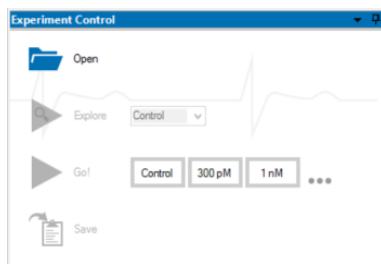 Experiment Control
Open
Explore Control
Go! Control 300 pM 1 nM
Save